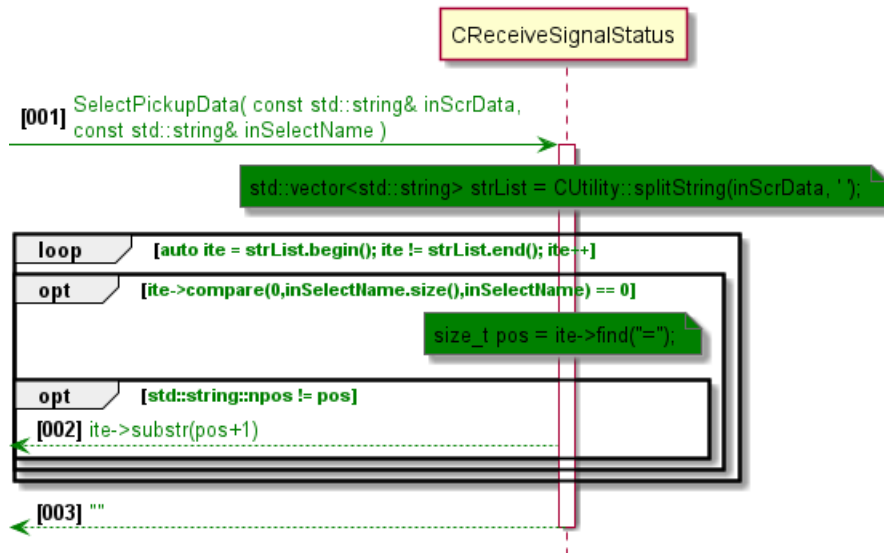 CReceiveSignalStatus
[001] SelectPickupData( const std::string& inScrData,
const std::string& inSelectName )
std::vector<std::string> strList = CUtility::splitString(inScrData, ' ');
loop [auto ite = strList.begin(); ite != strList.end(); ite++]
opt [ite->compare(0,inSelectName.size(),inSelectName) == 0]
size_t pos = ite->find("=");
opt [std::string::npos != pos]
[002] ite->substr(pos+1)
[003] ""